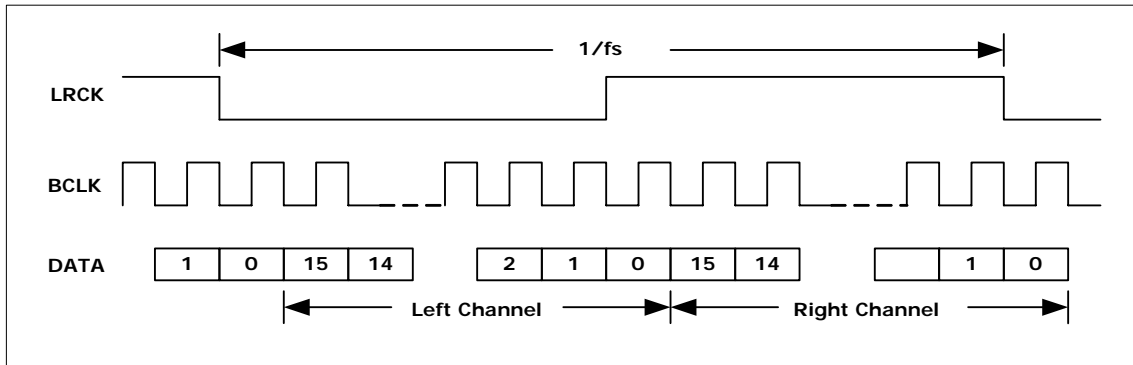 1/fs
LRCK
BCLK
DATA 1 0 15 14 2 1 0 15 14 1 0
Left Channel Right Channel